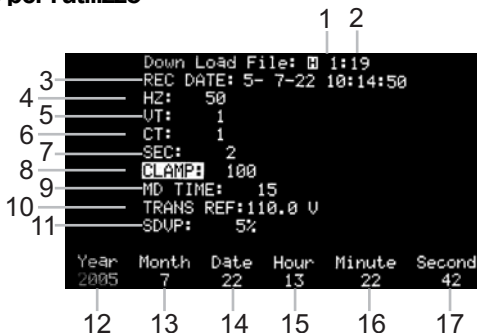 per l'utilizzo
1 2
Down Load File: H 1:19
3 REC DATE: 5- 7-22 10:14:50
4 HZ: 50
5 VT: 1
6 CT: 1
7 SEC: 2
8 CLAMP: 100
9 MD TIME: 15
10 TRANS REF:110.0 V
11 SDVP: 5%
Year Month Date Hour Minute Second
2005 7 22 13 22 42
12 13 14 15 16 17